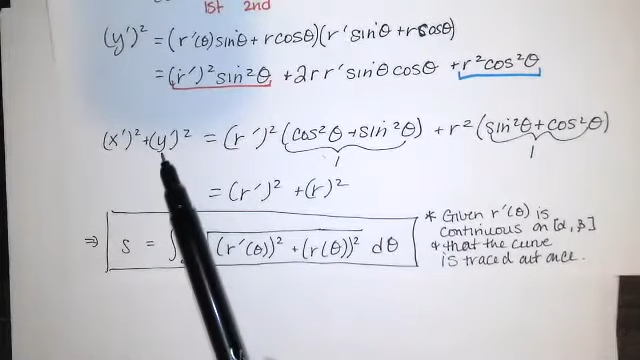 1st 2nd
(y')² = (r'(θ)sinθ + rcosθ)(r'sinθ + rcosθ)
= (r')²sin²θ + 2rr'sinθcosθ + r²cos²θ
(x')² + (y')² = (r')²(cos²θ + sin²θ) + r²(sin²θ + cos²θ)
1 1
= (r')² + (r)²
⇒ s = ∫ √(r'(θ))² + (r(θ))² dθ
* Given r'(θ) is
continuous on [α, β]
& that the curve
is traced out once.